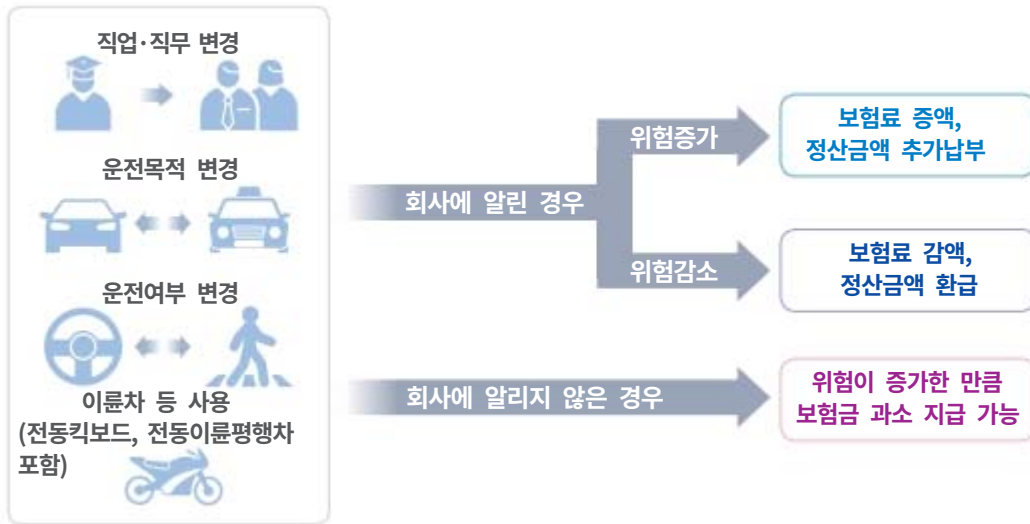 직업·직무 변경
운전목적 변경
운전여부 변경
이륜차 등 사용
(전동킥보드, 전동이륜평행차
포함)
회사에 알린 경우
위험증가
보험료 증액,
정산금액 추가납부
위험감소
보험료 감액,
정산금액 환급
회사에 알리지 않은 경우
위험이 증가한 만큼
보험금 과소 지급 가능